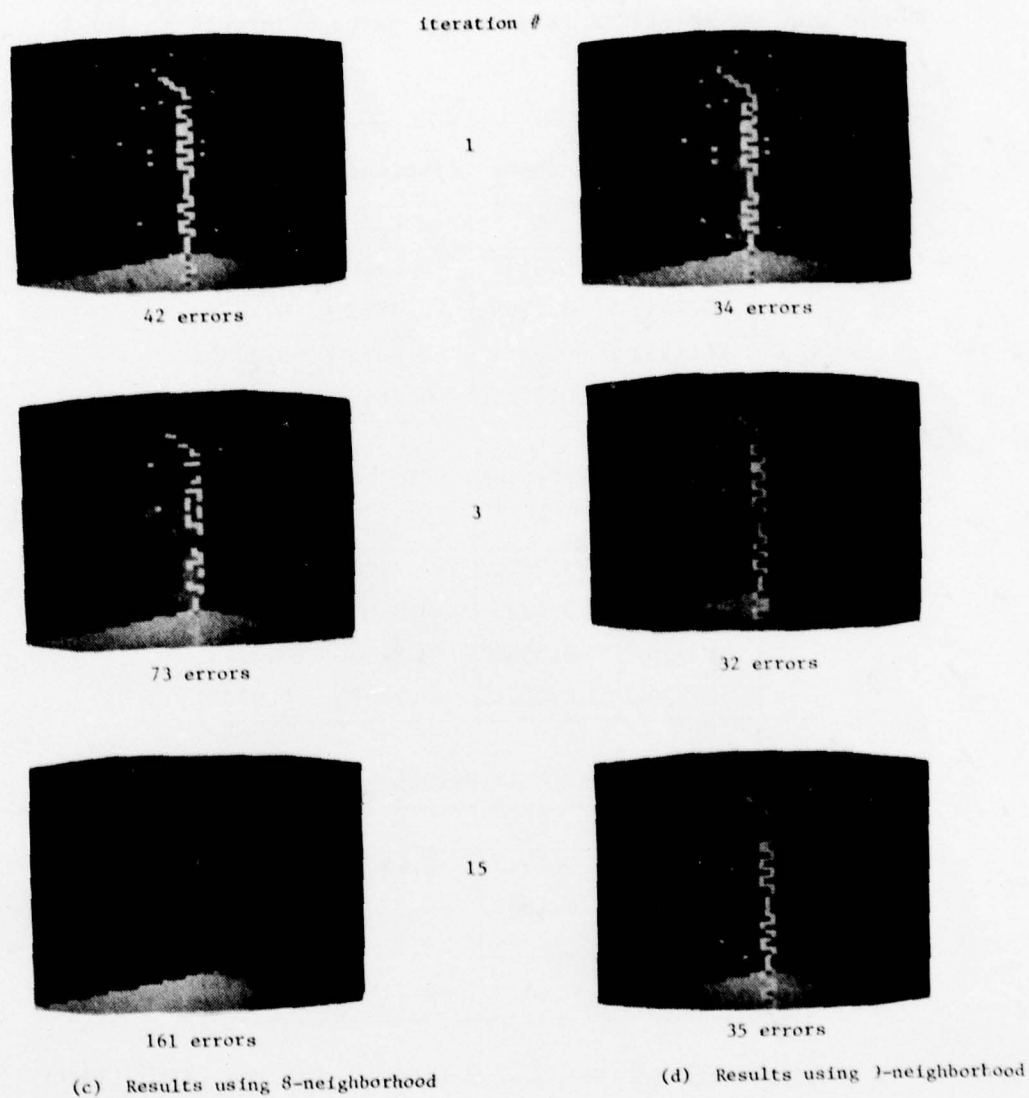 iteration #
1
42 errors
34 errors
3
73 errors
32 errors
15
161 errors
35 errors
(c) Results using 8-neighborhood
(d) Results using )-neighborhood